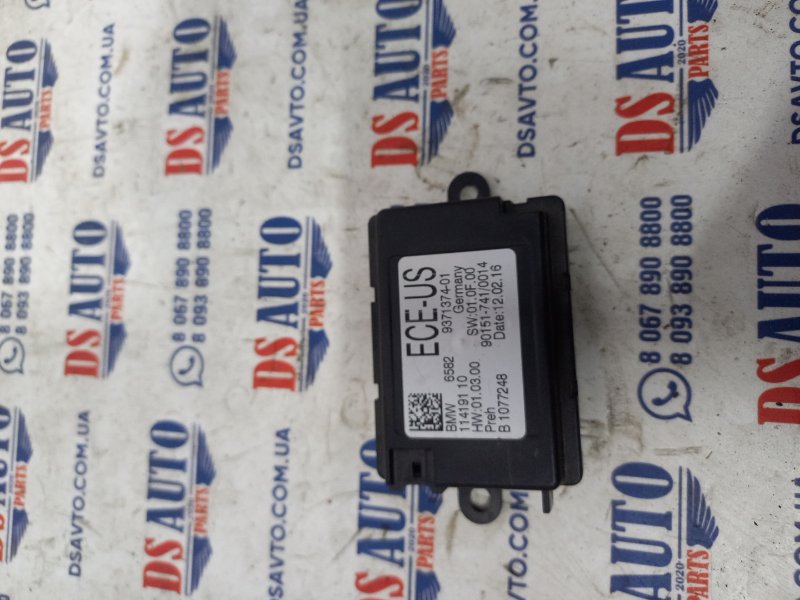 ECE-US
BMW 6582 9371374-01
114191 10 Germany
HW:01.03.00 SW:01.0F.00
Preh 90151-741/0014
B 1077248 Date:12.02.16
DS AUTO
PARTS
2020
DSAVTO.COM.UA
8 067 890 8800
8 093 890 8800